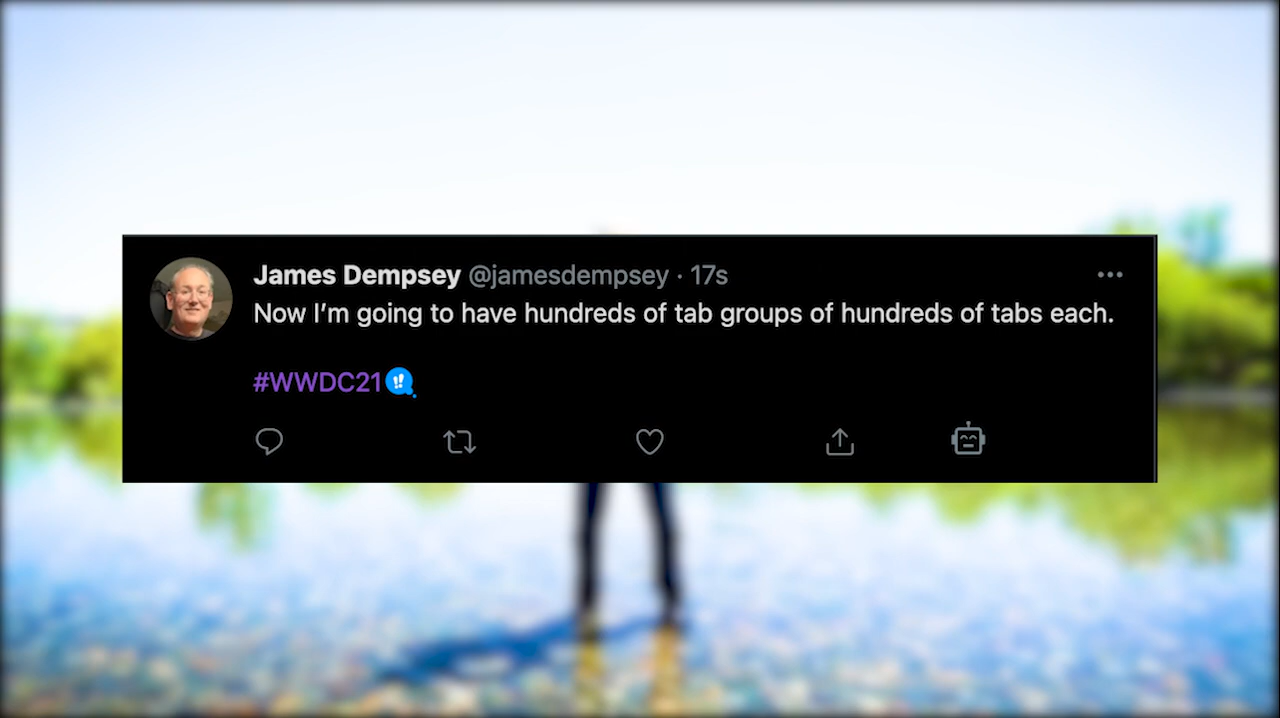 James Dempsey @jamesdempsey · 17s
Now I’m going to have hundreds of tab groups of hundreds of tabs each.
#WWDC21